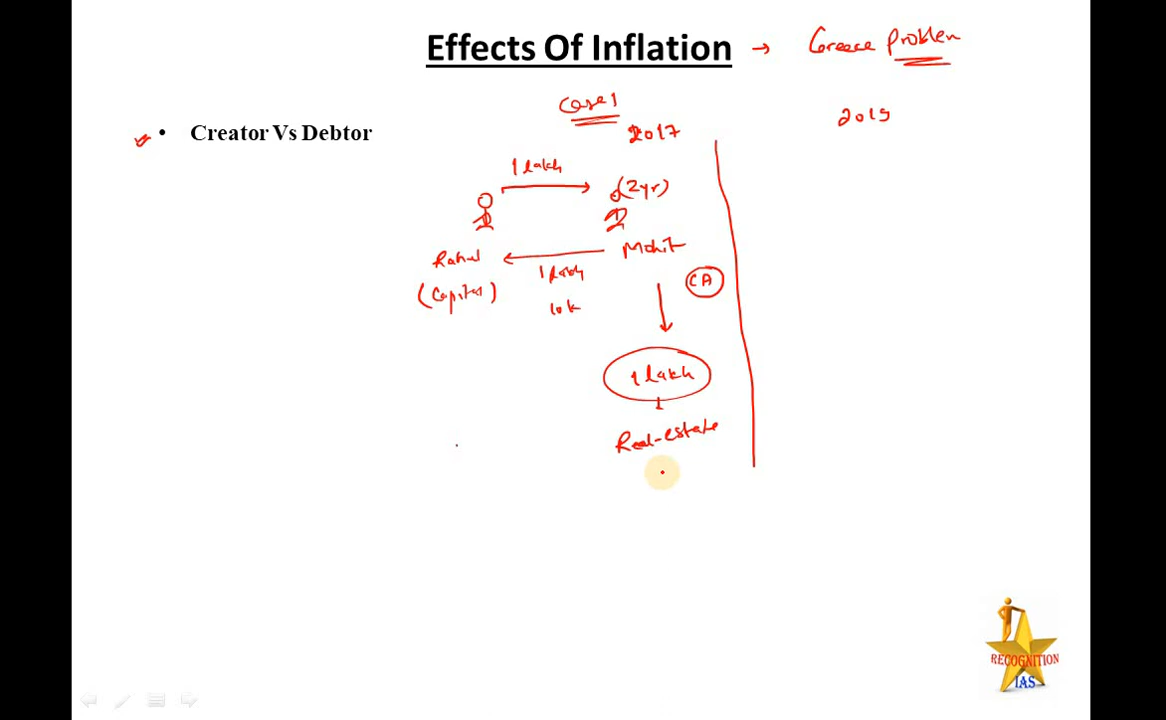 Effects Of Inflation → Greece Problem
Case 1
2017
2019
• Creator Vs Debtor
1 lakh
(2yr)
Rahul
Mohit
(Capital)
1 lakh
10k
CA
1 lakh
Real-estate
RECOGNITION
IAS